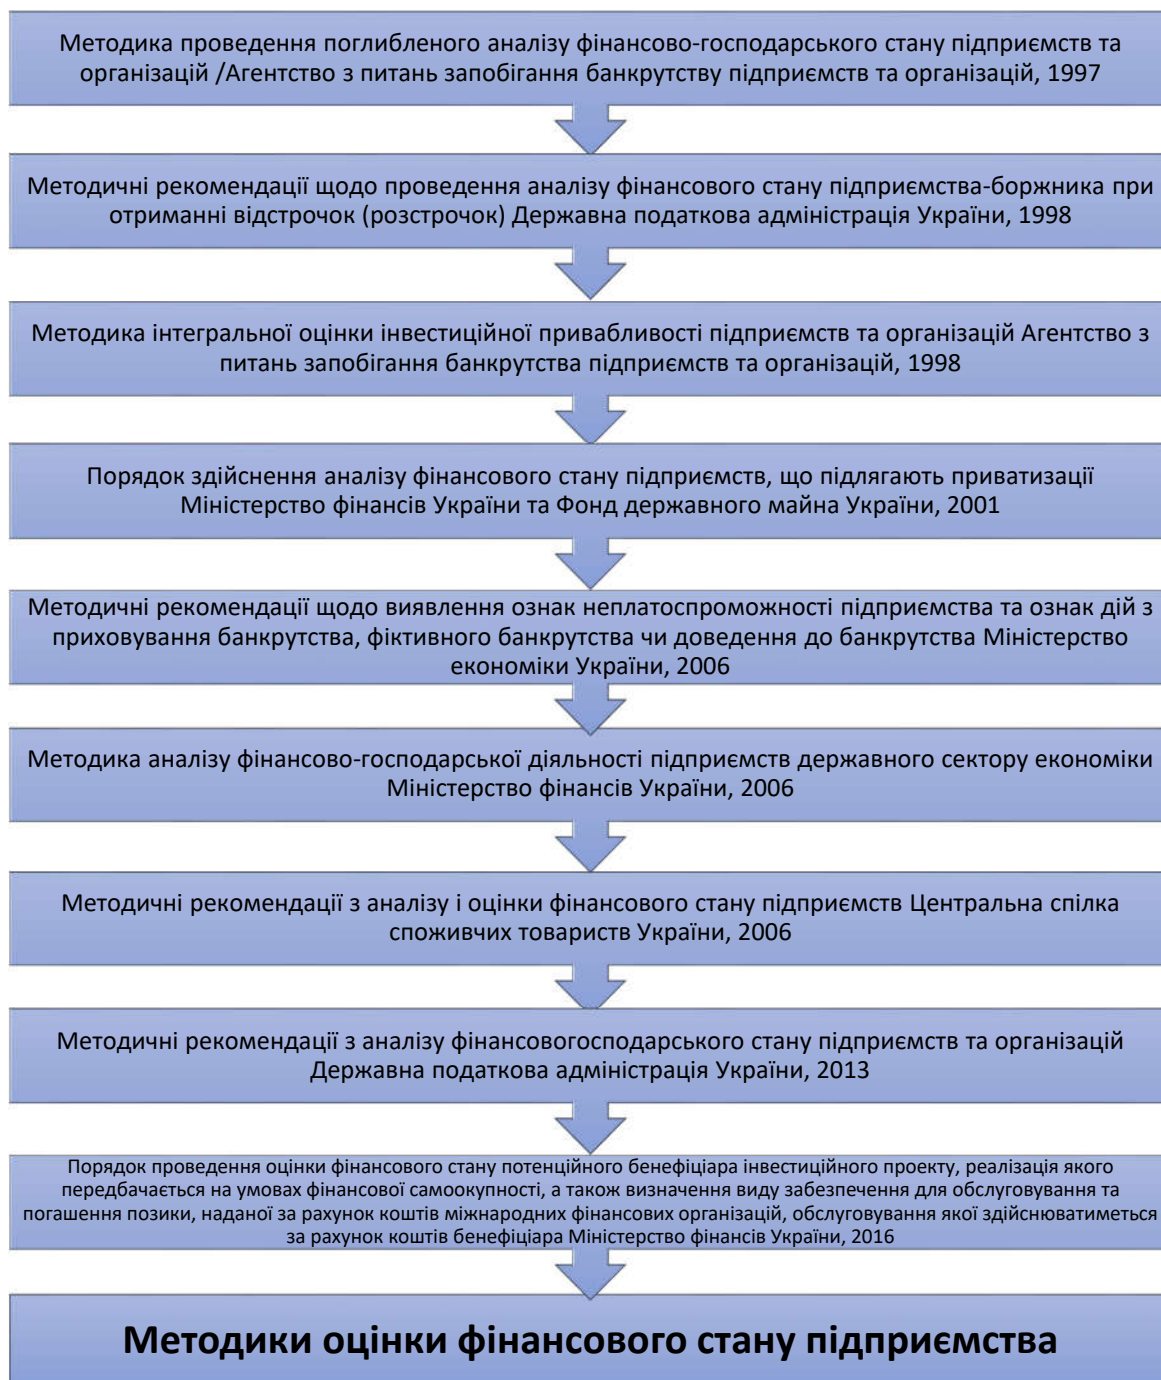 Методика проведення поглибленого аналізу фінансово-господарського стану підприємств та
організацій /Агентство з питань запобігання банкрутству підприємств та організацій, 1997
Методичні рекомендації щодо проведення аналізу фінансового стану підприємства-боржника при
отриманні відстрочок (розстрочок) Державна податкова адміністрація України, 1998
Методика інтегральної оцінки інвестиційної привабливості підприємств та організацій Агентство з
питань запобігання банкрутства підприємств та організацій, 1998
Порядок здійснення аналізу фінансового стану підприємств, що підлягають приватизації
Міністерство фінансів України та Фонд державного майна України, 2001
Методичні рекомендації щодо виявлення ознак неплатоспроможності підприємства та ознак дій з
приховування банкрутства, фіктивного банкрутства чи доведення до банкрутства Міністерство
економіки України, 2006
Методика аналізу фінансово-господарської діяльності підприємств державного сектору економіки
Міністерство фінансів України, 2006
Методичні рекомендації з аналізу і оцінки фінансового стану підприємств Центральна спілка
споживчих товариств України, 2006
Методичні рекомендації з аналізу фінансовогосподарського стану підприємств та організацій
Державна податкова адміністрація України, 2013
Порядок проведення оцінки фінансового стану потенційного бенефіціара інвестиційного проекту, реалізація якого
передбачається на умовах фінансової самоокупності, а також визначення виду забезпечення для обслуговування та
погашення позики, наданої за рахунок коштів міжнародних фінансових організацій, обслуговування якої здійснюватиметься
за рахунок коштів бенефіціара Міністерство фінансів України, 2016
Методики оцінки фінансового стану підприємства